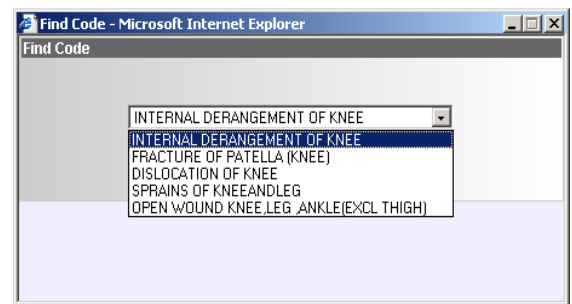 Find Code - Microsoft Internet Explorer
Find Code
INTERNAL DERANGEMENT OF KNEE
INTERNAL DERANGEMENT OF KNEE
FRACTURE OF PATELLA (KNEE)
DISLOCATION OF KNEE
SPRAINS OF KNEEANDLEG
OPEN WOUND KNEE,LEG ,ANKLE(EXCL THIGH)